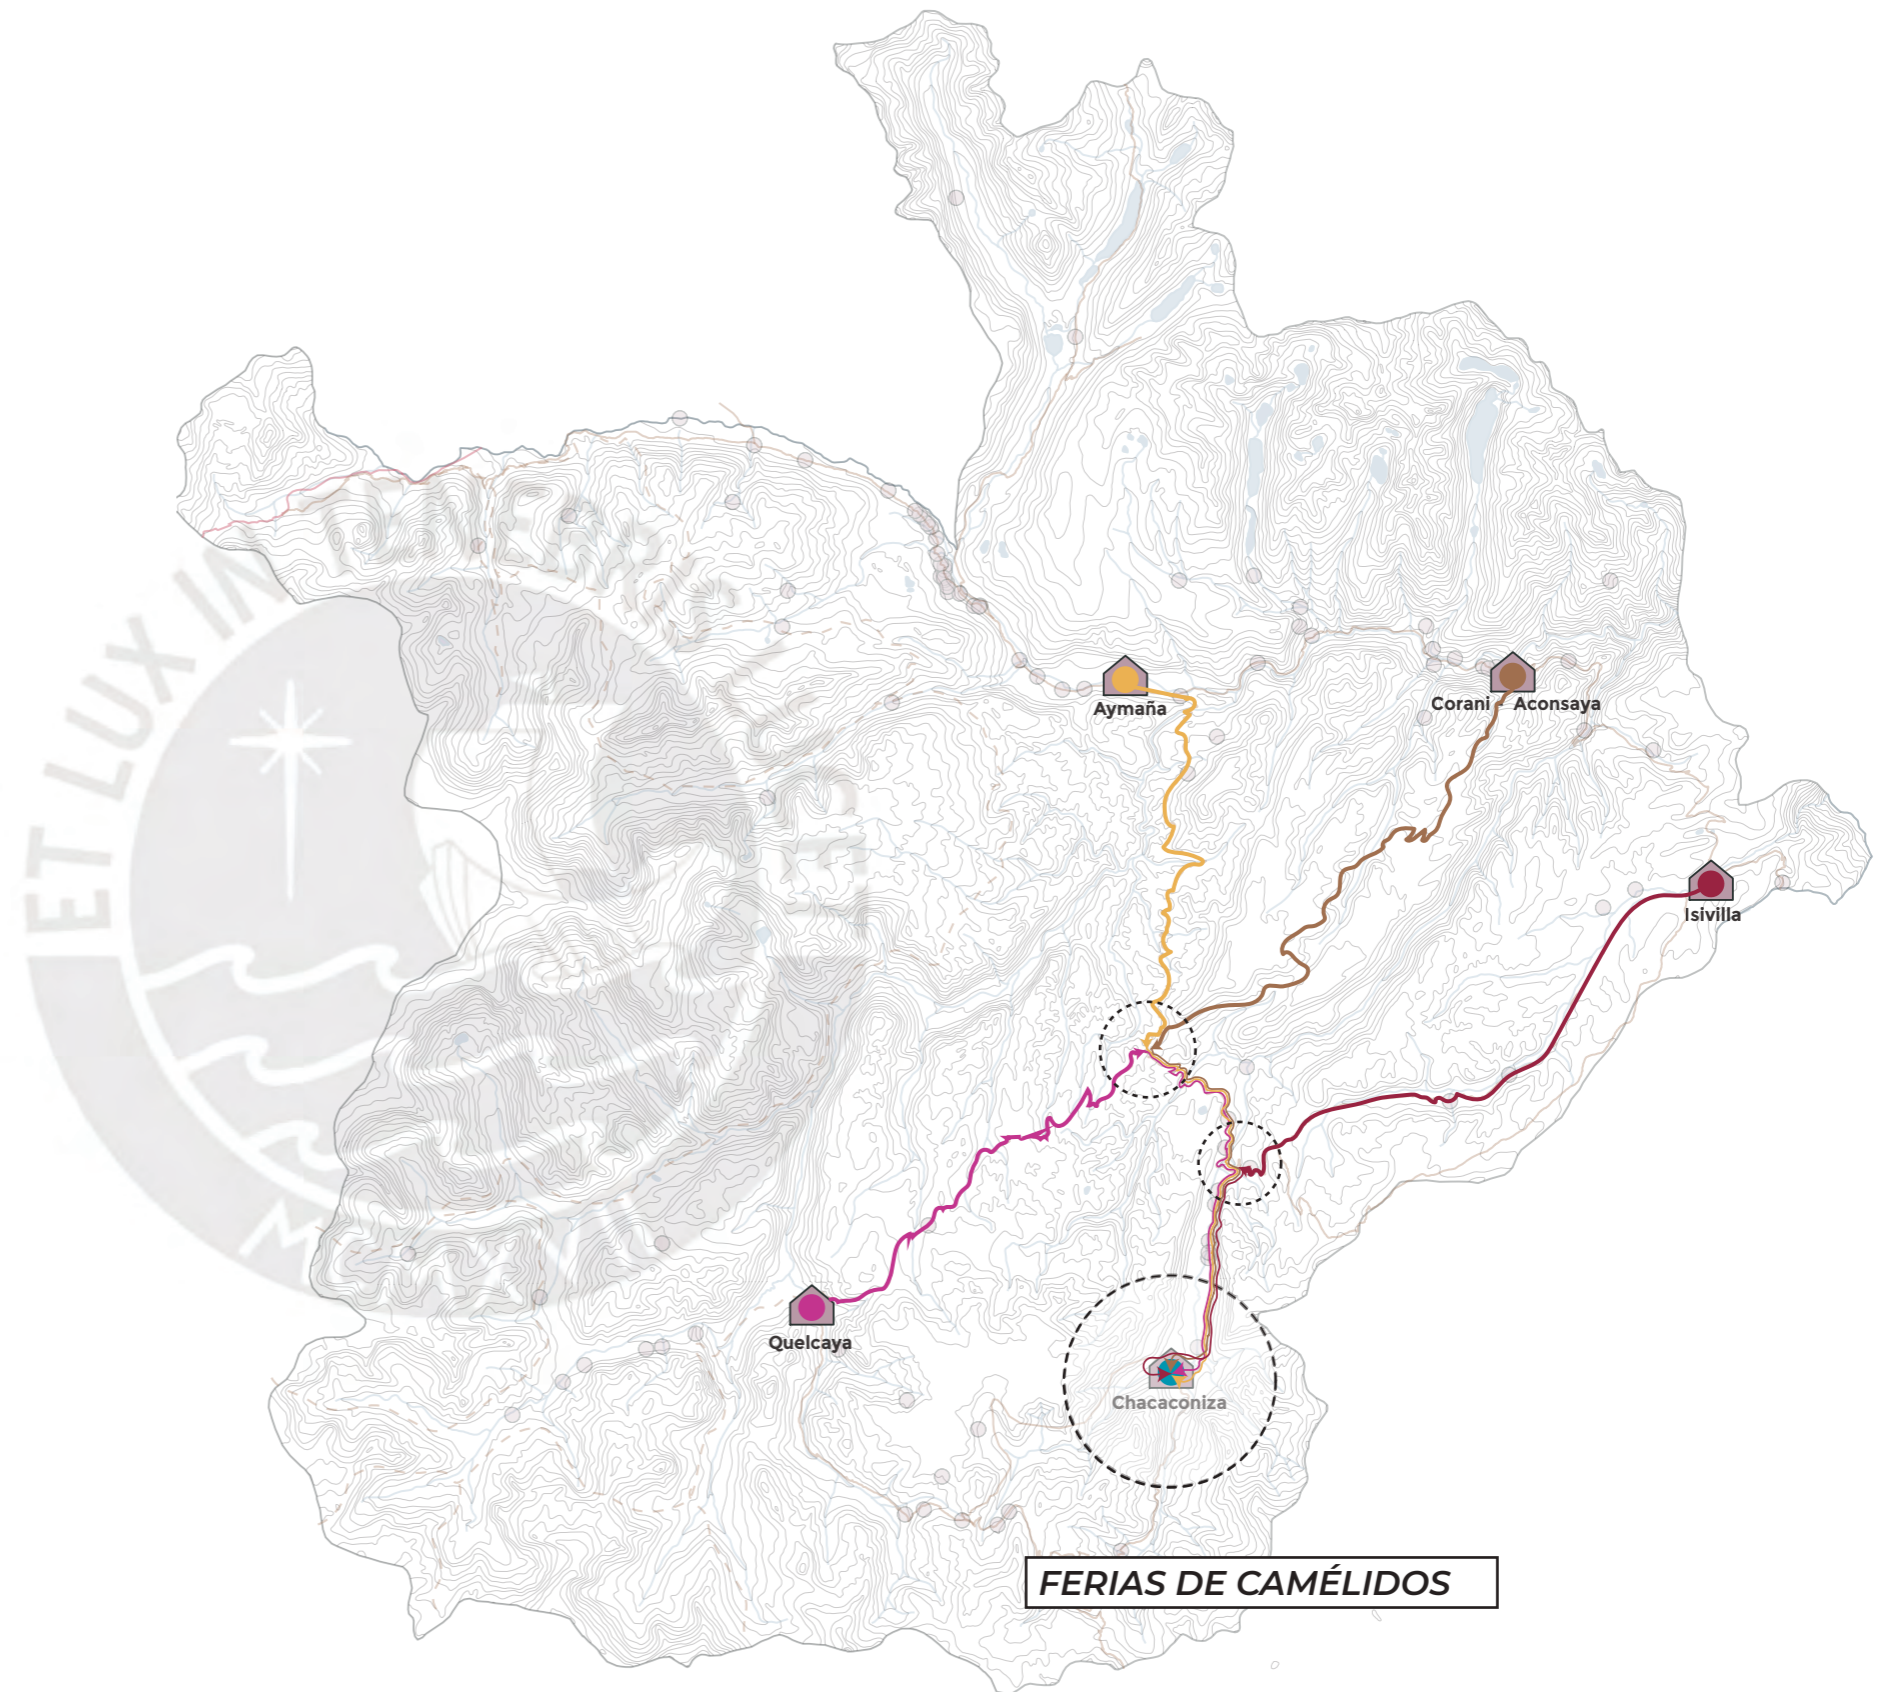 Aymaña
Corani - Aconsaya
Isivilla
Quelcaya
Chacaconiza
FERIAS DE CAMÉLIDOS
ET LUX IN